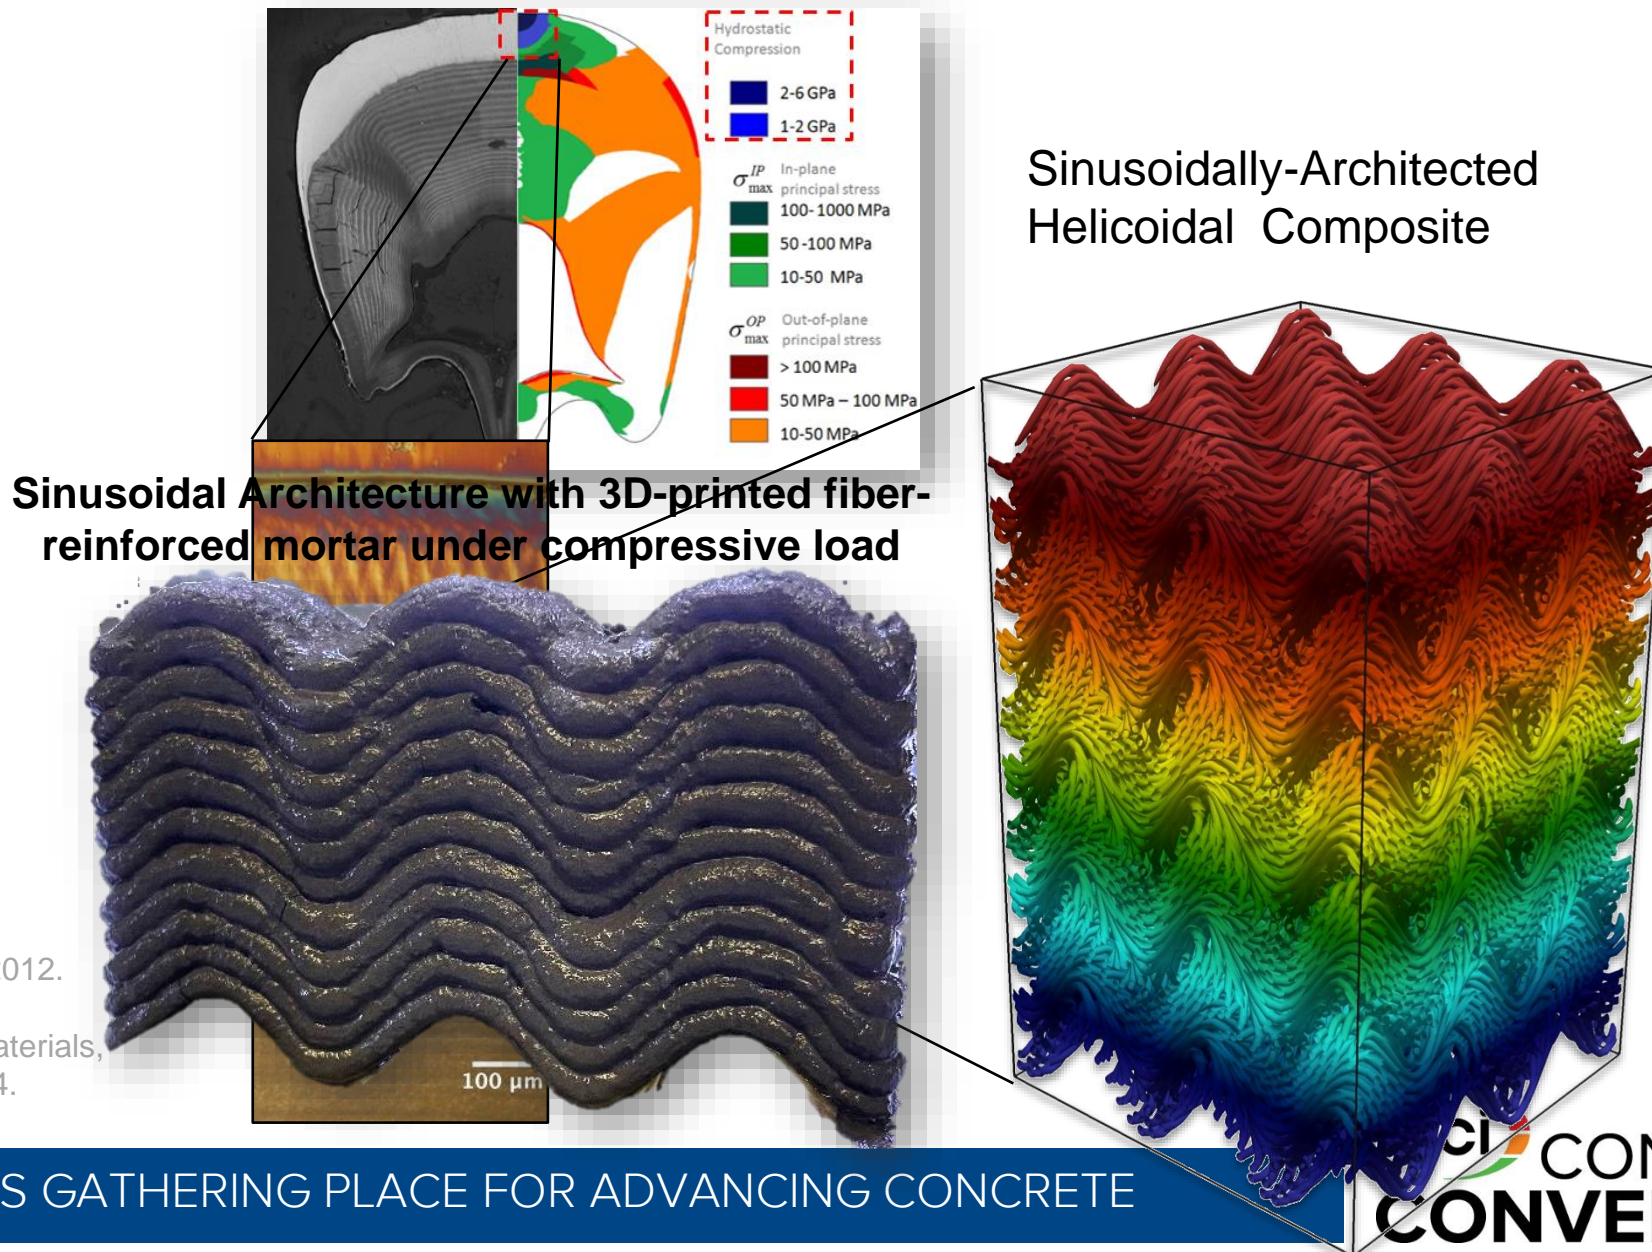 Hydrostatic
Compression
2-6 GPa
1-2 GPa
σ IP max In-plane
principal stress
100-1000 MPa
50-100 MPa
10-50 MPa
σ OP max Out-of-plane
principal stress
> 100 MPa
50 MPa – 100 MPa
10-50 MPa
Sinusoidally-Architected
Helicoidal Composite
Sinusoidal Architecture with 3D-printed fiber-
reinforced mortar under compressive load
012.
aterials,
4.
100 µm
S GATHERING PLACE FOR ADVANCING CONCRETE
ci CON
CONVE